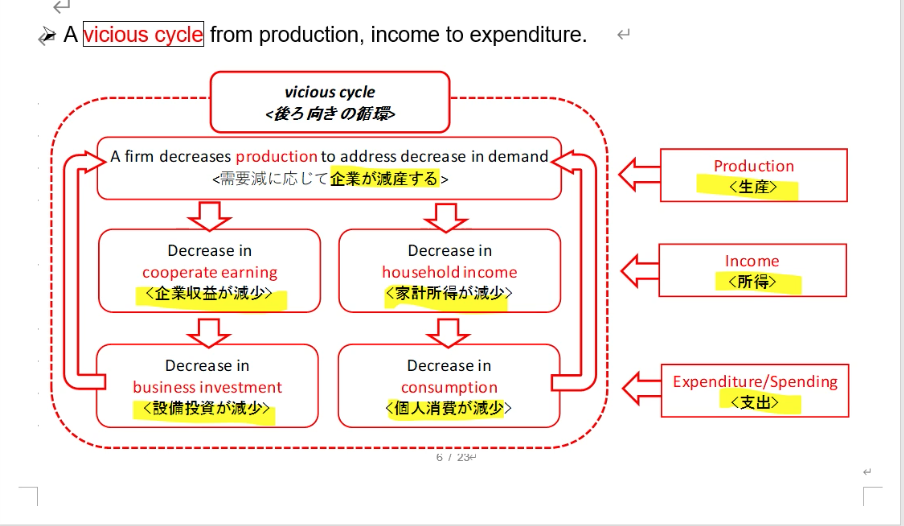 ➢ A vicious cycle from production, income to expenditure. ↵
vicious cycle
<後ろ向きの循環>
A firm decreases production to address decrease in demand
<需要減に応じて企業が減産する>
Production
<生産>
Decrease in
cooperate earning
<企業収益が減少>
Decrease in
household income
<家計所得が減少>
Income
<所得>
Decrease in
business investment
<設備投資が減少>
Decrease in
consumption
<個人消費が減少>
Expenditure/Spending
<支出>
6 / 23↵